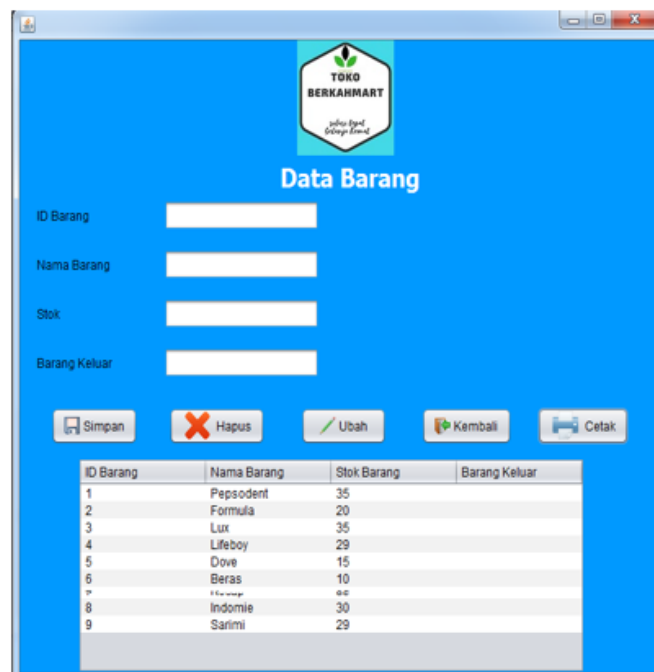 TOKO
BERKAHMART
Data Barang
ID Barang
Nama Barang
Stok
Barang Keluar
Simpan Hapus Ubah Kembali Cetak
ID Barang Nama Barang Stok Barang Barang Keluar
1 Pepsodent 35
2 Formula 20
3 Lux 35
4 Lifeboy 29
5 Dove 15
6 Beras 10
8 Indomie 30
9 Sarimi 29